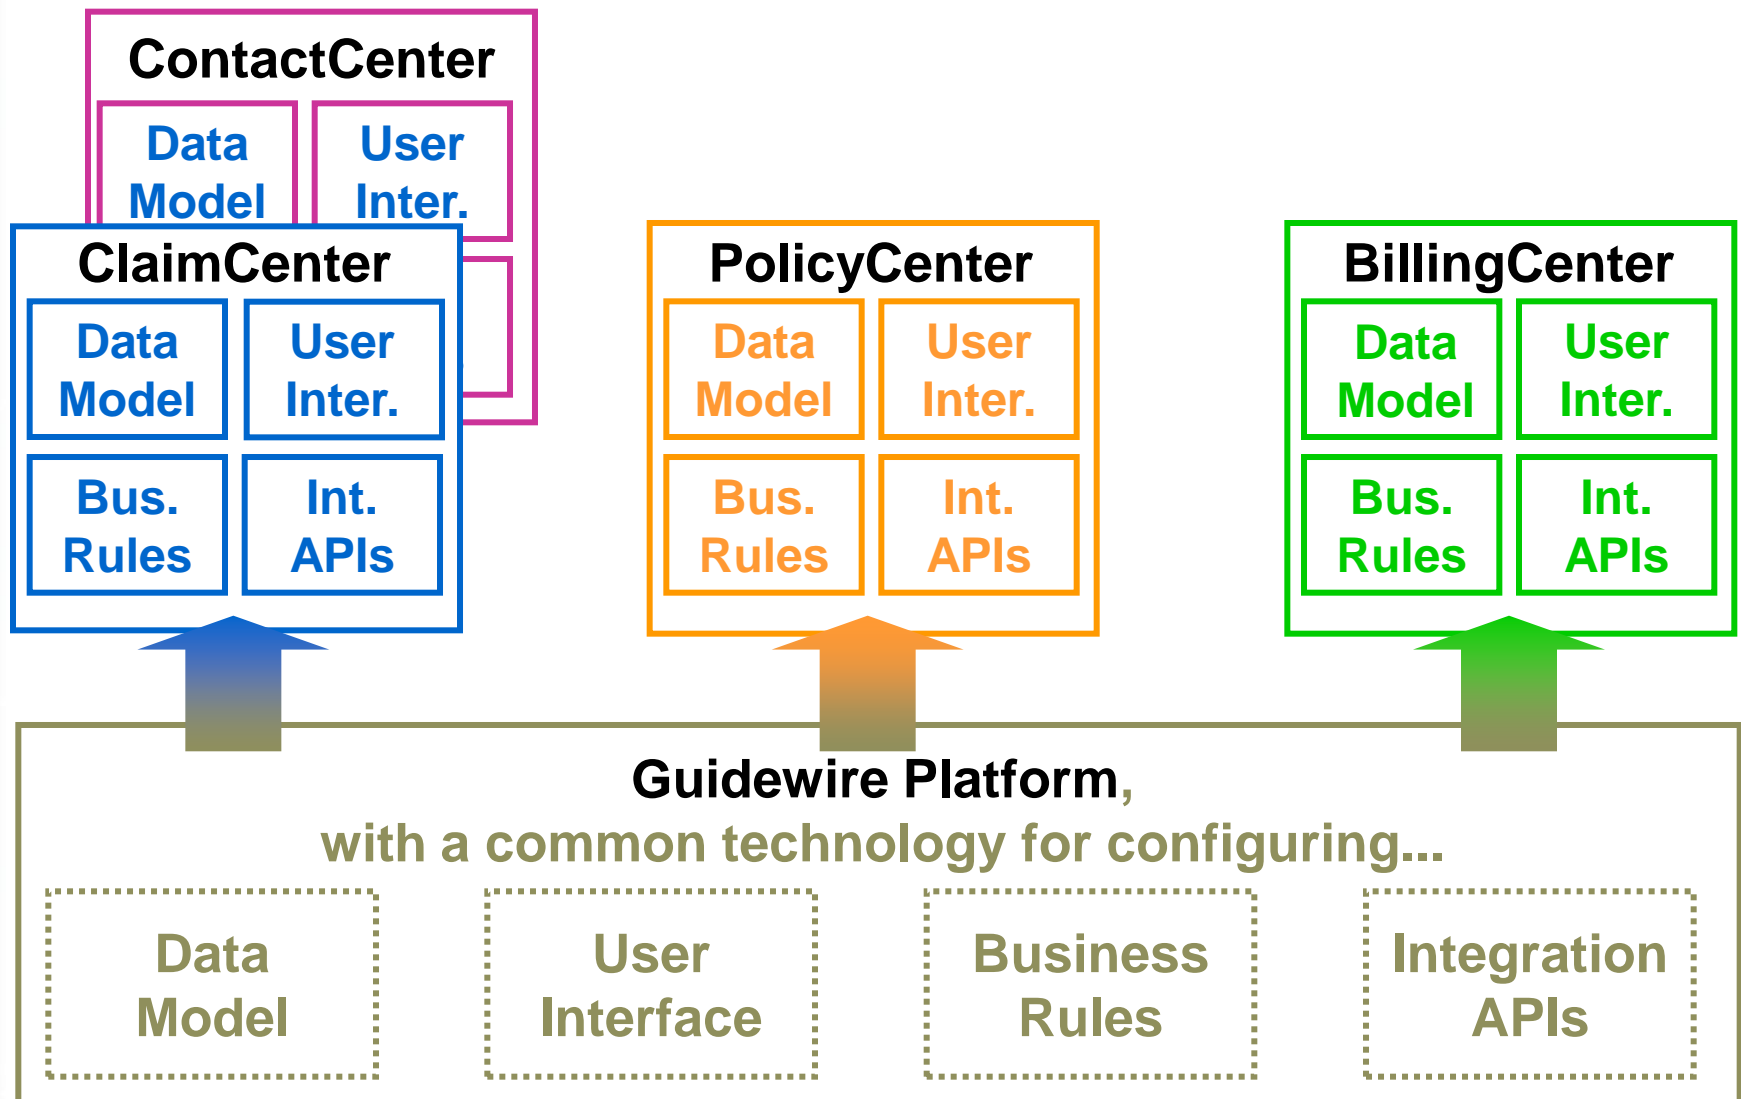 ContactCenter
Data
Model
User
Inter.
ClaimCenter
Data
Model
User
Inter.
Bus.
Rules
Int.
APIs
PolicyCenter
Data
Model
User
Inter.
Bus.
Rules
Int.
APIs
BillingCenter
Data
Model
User
Inter.
Bus.
Rules
Int.
APIs
Guidewire Platform,
with a common technology for configuring...
Data
Model
User
Interface
Business
Rules
Integration
APIs